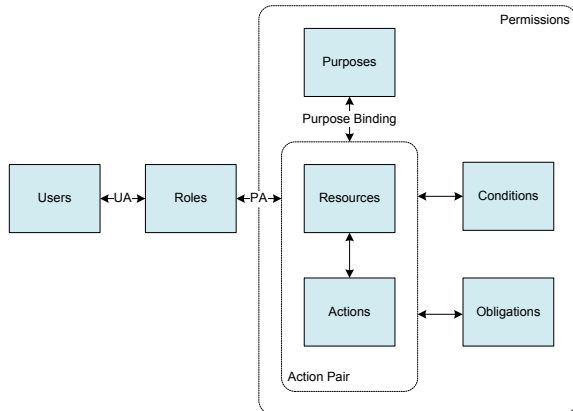 Permissions
Purposes
Purpose Binding
Users
UA
Roles
PA
Resources
Conditions
Actions
Obligations
Action Pair